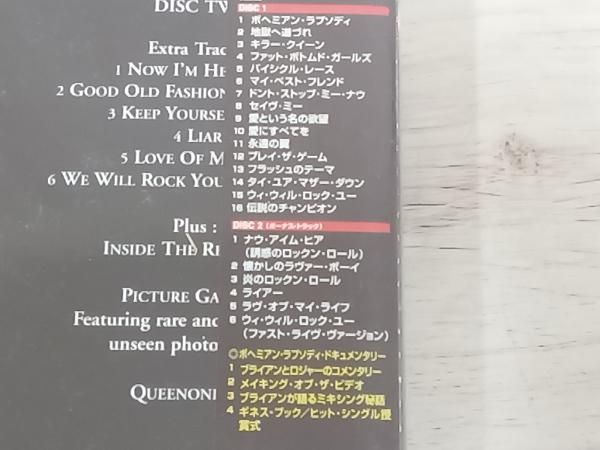 DISC TW
Extra Trac
1 NOW I'M HE
2 GOOD OLD FASHION
3 KEEP YOURSE
4 LIAR
5 LOVE OF M
6 WE WILL ROCK YOU
Plus :
INSIDE THE RE
PICTURE GA
Featuring rare and
unseen photo
QUEENONI
DISC 1
1 ボヘミアン・ラプソディ
2 地獄へ道づれ
3 キラー・クイーン
4 ファット・ボトムド・ガールズ
5 バイシクル・レース
6 マイ・ベスト・フレンド
7 ドント・ストップ・ミー・ナウ
8 セイヴ・ミー
9 愛という名の欲望
10 愛にすべてを
11 永遠の翼
12 プレイ・ザ・ゲーム
13 フラッシュのテーマ
14 タイ・ユア・マザー・ダウン
15 ウィ・ウィル・ロック・ユー
16 伝説のチャンピオン
DISC 2 (ボーナス・トラック)
1 ナウ・アイム・ヒア
(誘惑のロックン・ロール)
2 懐かしのラヴァー・ボーイ
3 炎のロックン・ロール
4 ライアー
5 ラヴ・オブ・マイ・ライフ
6 ウィ・ウィル・ロック・ユー
(ファスト・ライヴ・ヴァージョン)
◎ボヘミアン・ラプソディ・ドキュメンタリー
1 ブライアンとロジャーのコメンタリー
2 メイキング・オブ・ザ・ビデオ
3 ブライアンが語るミキシング秘話
4 ギネス・ブック/ヒット・シングル授
賞式